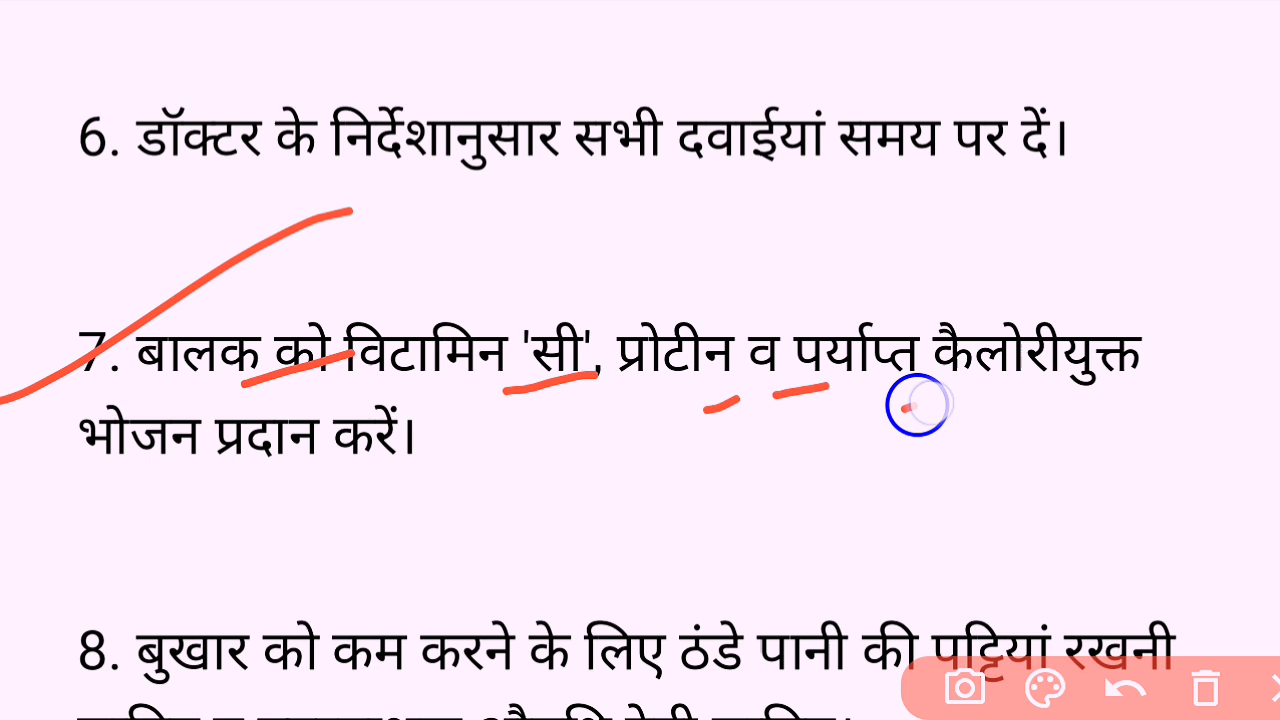 6. डॉक्टर के निर्देशानुसार सभी दवाईयां समय पर दें।
7. बालक को विटामिन 'सी', प्रोटीन व पर्याप्त कैलोरीयुक्त
भोजन प्रदान करें।
8. बुखार को कम करने के लिए ठंडे पानी की पट्टियां रखनी